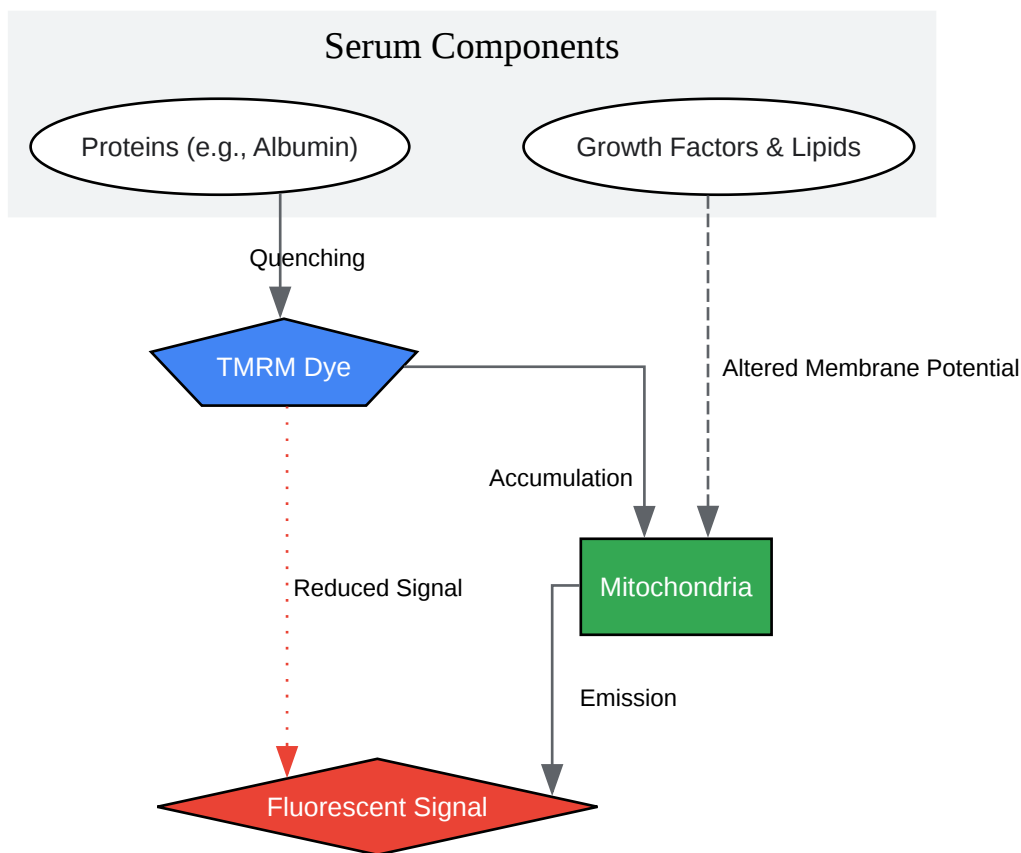 Serum Components
Proteins (e.g., Albumin)
Growth Factors & Lipids
Quenching
TMRM Dye
Altered Membrane Potential
Accumulation
Reduced Signal
Mitochondria
Emission
Fluorescent Signal